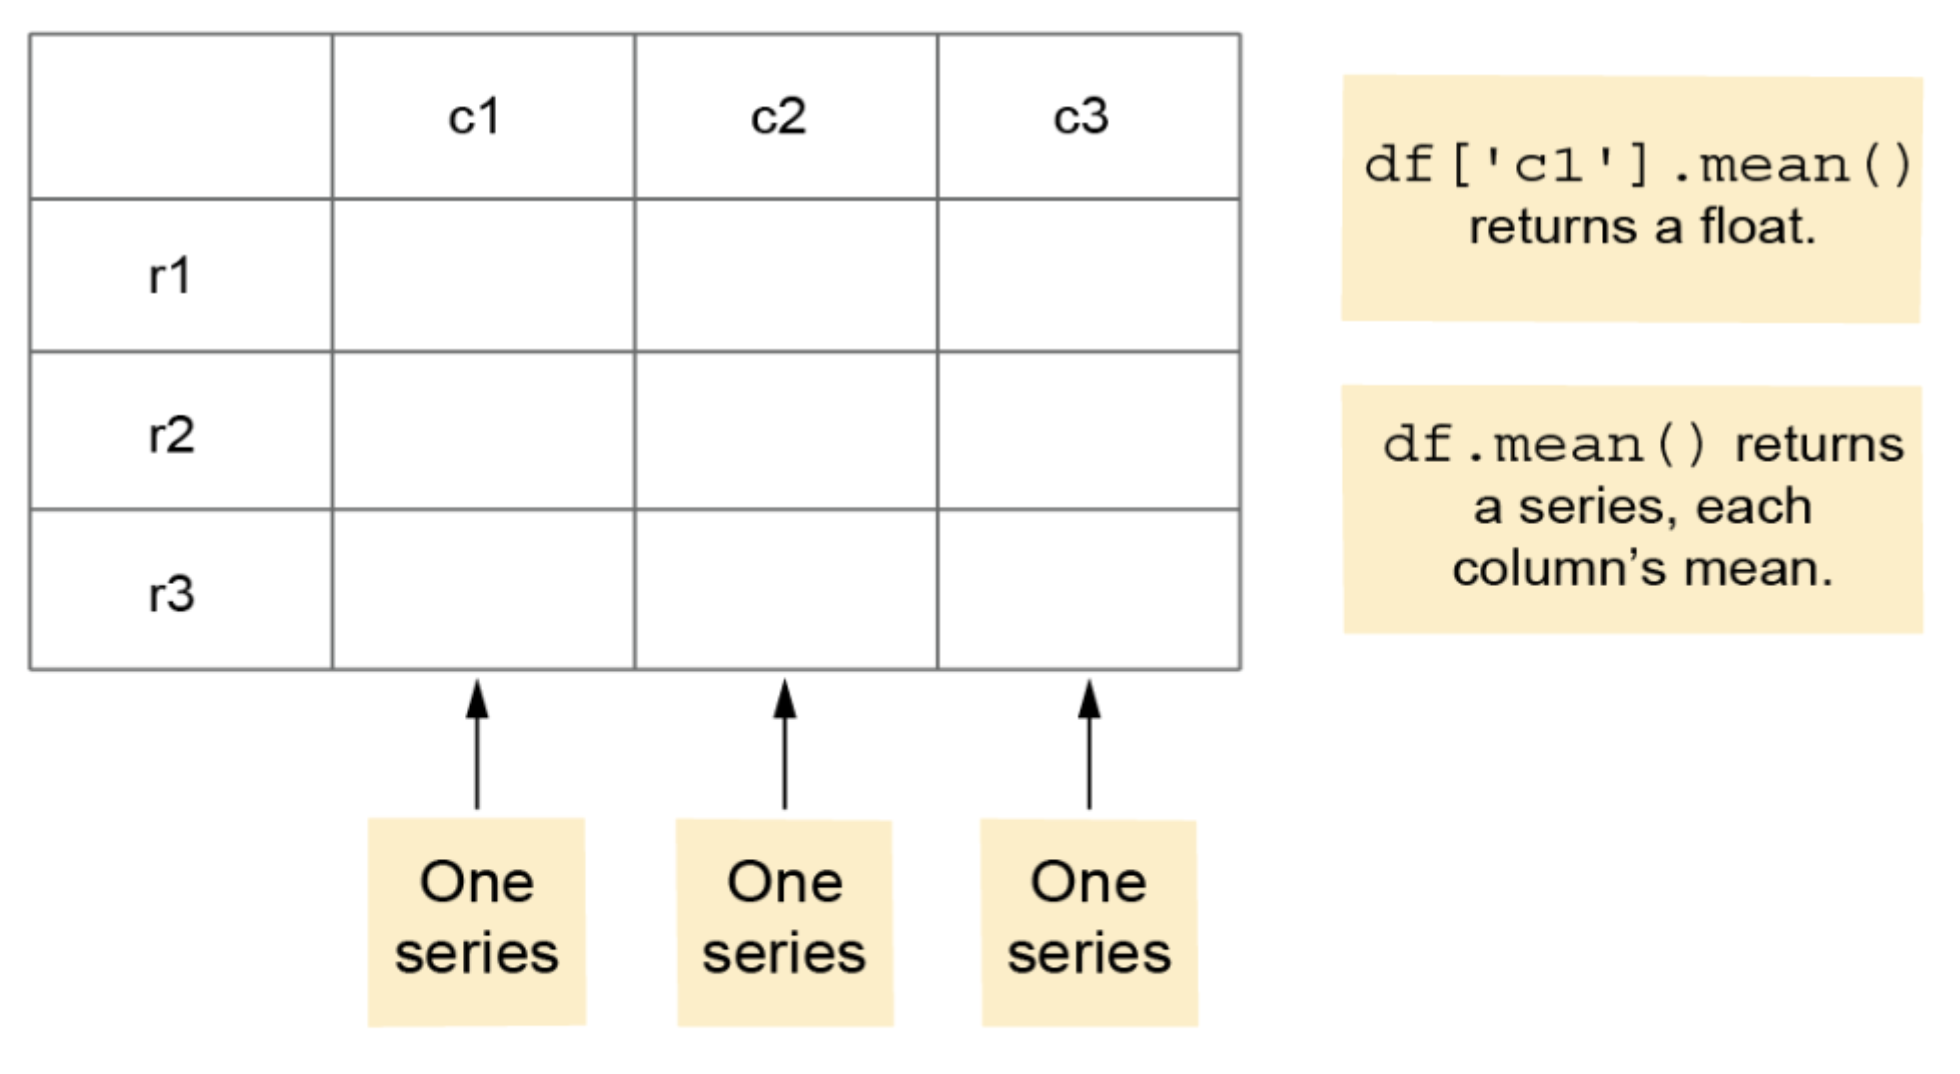 c1 c2 c3
r1
r2
r3
df['c1'].mean()
returns a float.
df.mean() returns
a series, each
column’s mean.
One
series
One
series
One
series